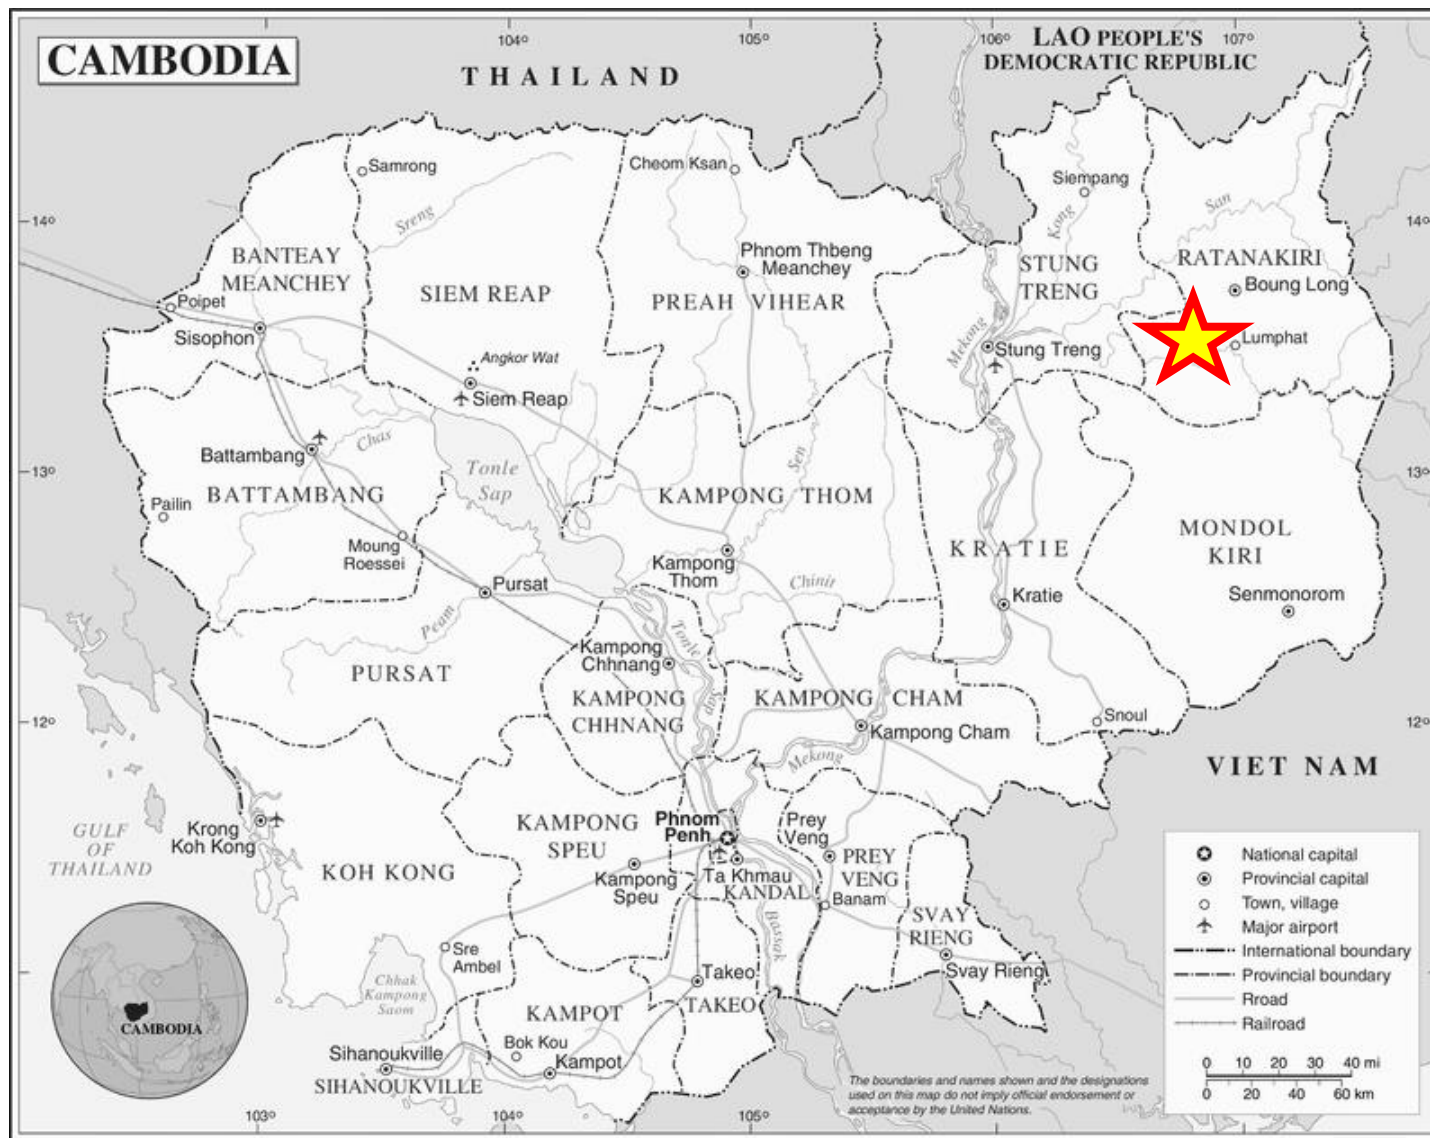 CAMBODIA
THAILAND
LAO PEOPLE'S
DEMOCRATIC REPUBLIC
104°
105°
106°
107°
Samrong
Cheom Ksan
Siempang
14°
14°
Sreng
Kong
San
BANTEAY
MEANCHEY
SIEM REAP
Phnom Thbeng
Meanchey
PREAH VIHEAR
STUNG
TRENG
RATANAKIRI
Boung Long
Poipet
Sisophon
Angkor Wat
Siem Reap
Mekong
Stung Treng
Lumphat
Battambang
Chas
BATTAMBANG
Pailin
Tonle
Sap
Sen
13°
13°
KAMPONG THOM
Moung
Roessei
Kampong
Thom
KRATIE
MONDOL
KIRI
Pursat
Chinit
Kratie
Senmonorom
Peam
PURSAT
Kampong
Chhnang
Tonle
Sap
KAMPONG
CHHNANG
KAMPONG CHAM
Kampong Cham
Snoul
12°
12°
Mekong
VIET NAM
GULF
OF
THAILAND
Krong
Koh Kong
KOH KONG
KAMPONG
SPEU
Kampong
Speu
Phnom
Penh
Ta Khmau
KANDAL
Prey
Veng
PREY
VENG
Banam
SVAY
RIENG
Svay Rieng
Bassak
Sre
Ambel
Chhak
Kampong
Saom
Takeo
TAKEO
KAMPOT
Bok Kou
Kampot
Sihanoukville
SIHANOUKVILLE
CAMBODIA
National capital
Provincial capital
Town, village
Major airport
International boundary
Provincial boundary
Rroad
Railroad
0 10 20 30 40 mi
0 20 40 60 km
The boundaries and names shown and the designations
used on this map do not imply official endorsement or
acceptance by the United Nations.
103°
104°
105°